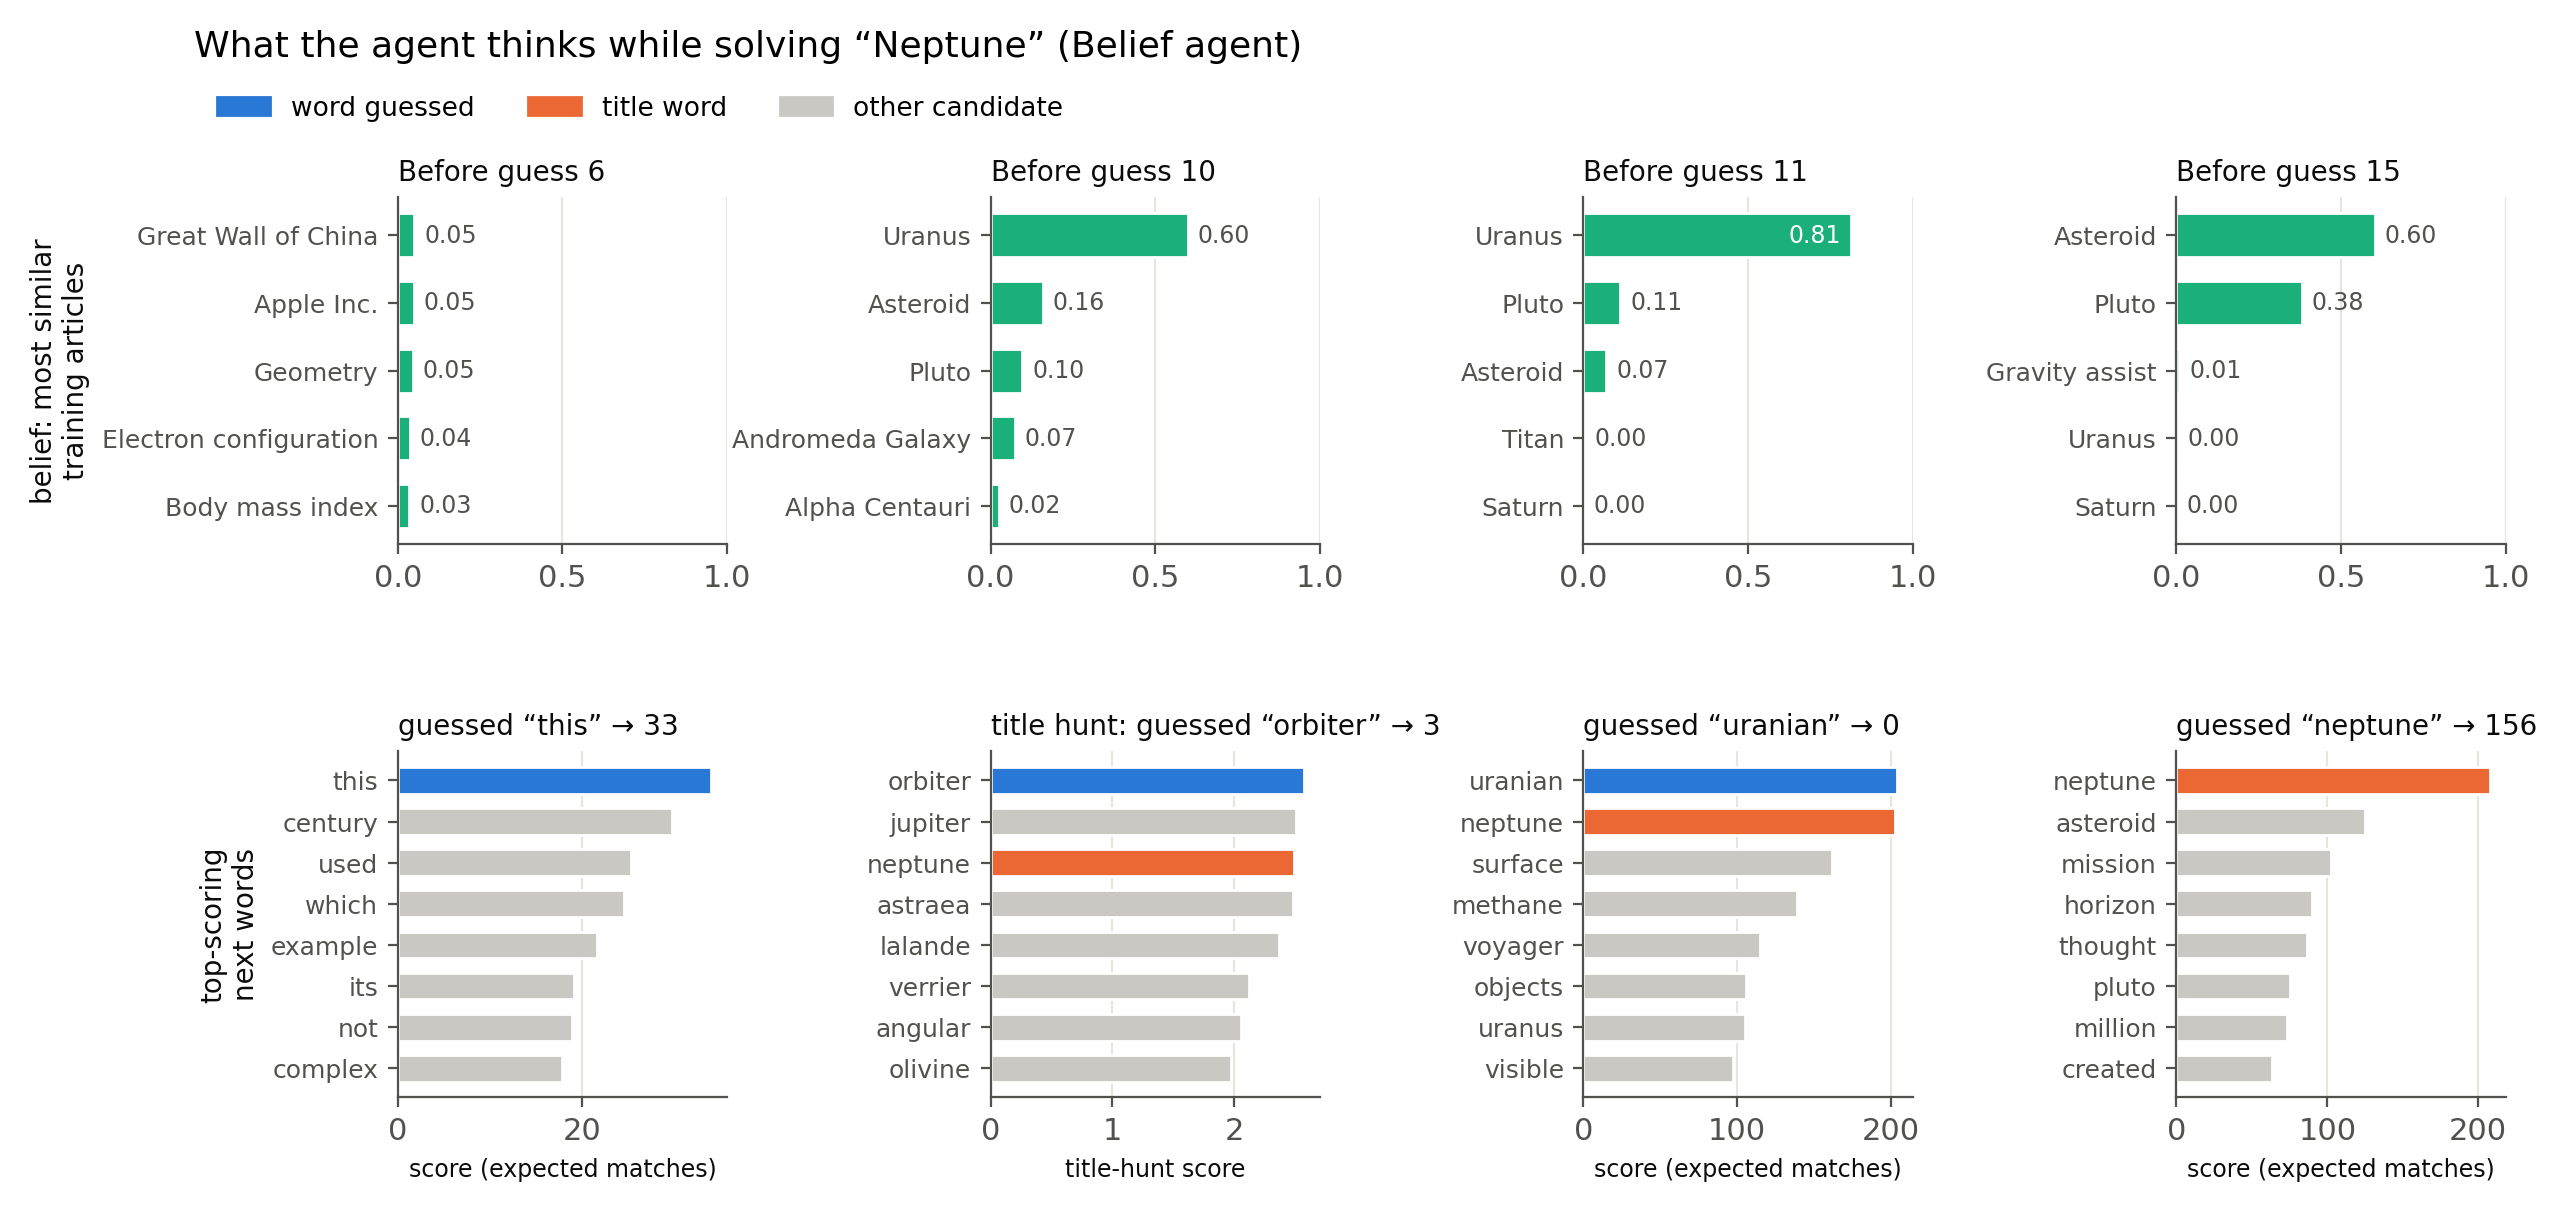 What the agent thinks while solving “Neptune” (Belief agent)
word guessed
title word
other candidate
belief: most similar
training articles
Before guess 6
Great Wall of China 0.05
Apple Inc. 0.05
Geometry 0.05
Electron configuration 0.04
Body mass index 0.03
0.0 0.5 1.0
Before guess 10
Uranus 0.60
Asteroid 0.16
Pluto 0.10
Andromeda Galaxy 0.07
Alpha Centauri 0.02
0.0 0.5 1.0
Before guess 11
Uranus 0.81
Pluto 0.11
Asteroid 0.07
Titan 0.00
Saturn 0.00
0.0 0.5 1.0
Before guess 15
Asteroid 0.60
Pluto 0.38
Gravity assist 0.01
Uranus 0.00
Saturn 0.00
0.0 0.5 1.0
top-scoring
next words
guessed “this” → 33
this
century
used
which
example
its
not
complex
0 20
score (expected matches)
title hunt: guessed “orbiter” → 3
orbiter
jupiter
neptune
astraea
lalande
verrier
angular
olivine
0 1 2
title-hunt score
guessed “uranian” → 0
uranian
neptune
surface
methane
voyager
objects
uranus
visible
0 100 200
score (expected matches)
guessed “neptune” → 156
neptune
asteroid
mission
horizon
thought
pluto
million
created
0 100 200
score (expected matches)